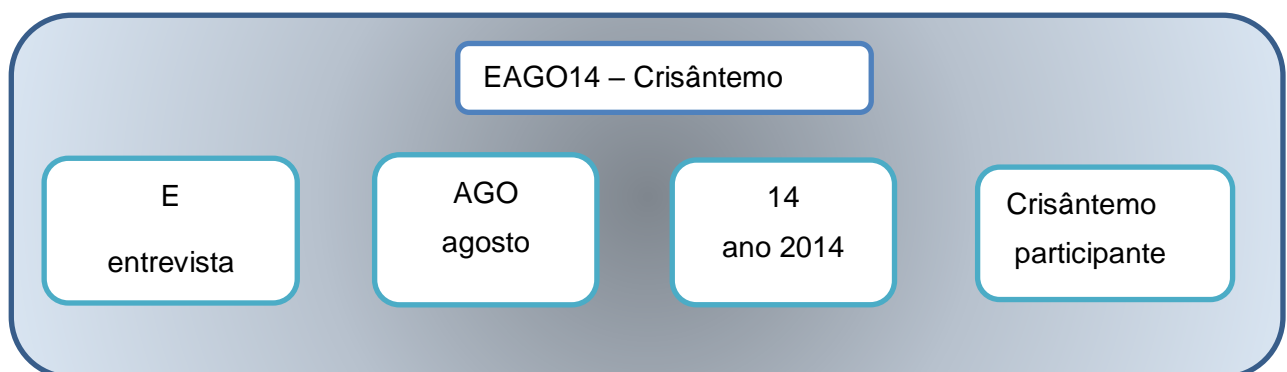 EAGO14 – Crisântemo
E
entrevista
AGO
agosto
14
ano 2014
Crisântemo
participante